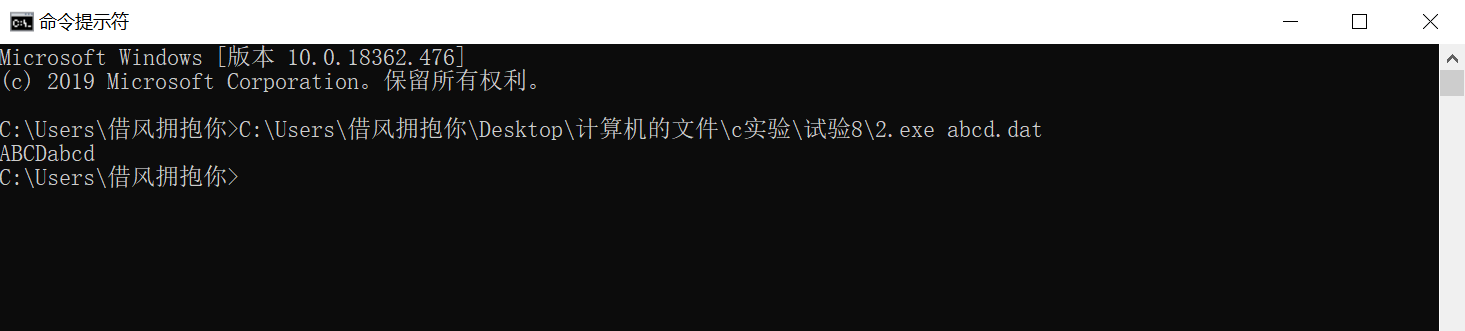 命令提示符
Microsoft Windows [版本 10.0.18362.476]
(c) 2019 Microsoft Corporation。保留所有权利。
C:\Users\借风拥抱你>C:\Users\借风拥抱你\Desktop\计算机的文件\c实验\试验8\2.exe abcd.dat
ABCDabcd
C:\Users\借风拥抱你>